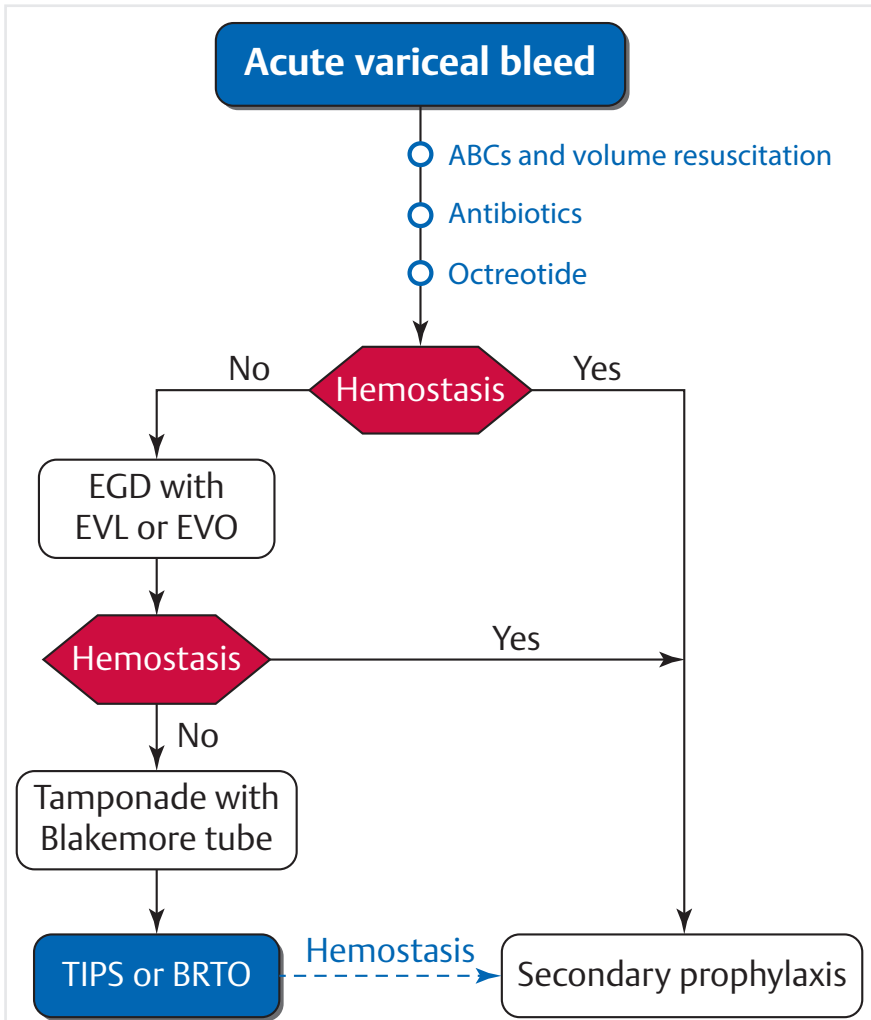 Acute variceal bleed
ABCs and volume resuscitation
Antibiotics
Octreotide
No
Hemostasis
Yes
EGD with
EVL or EVO
Hemostasis
Yes
No
Tamponade with
Blakemore tube
TIPS or BRTO
Hemostasis
Secondary prophylaxis